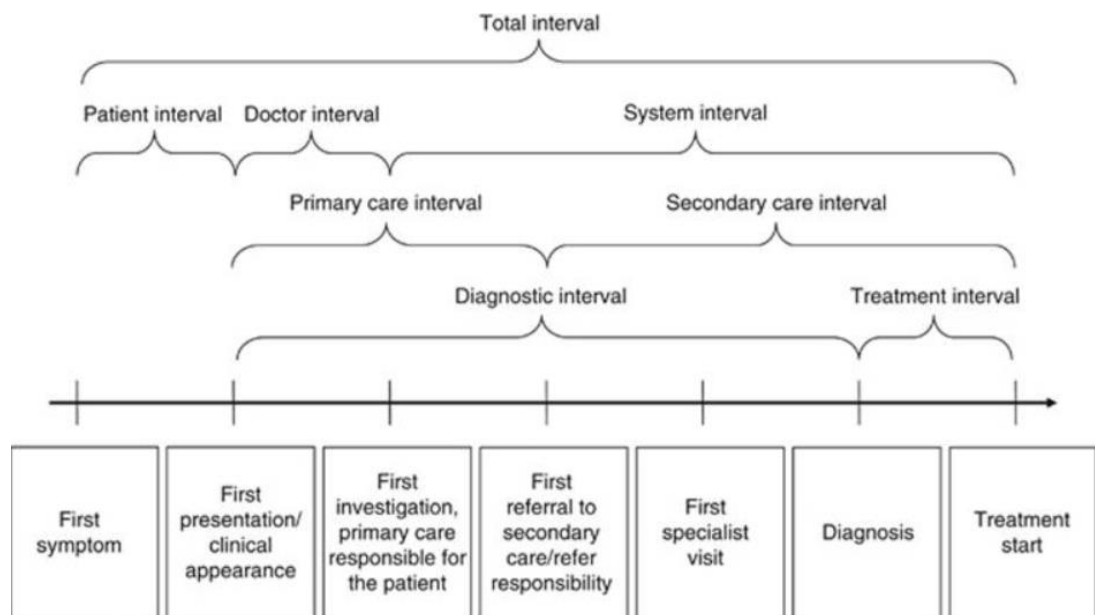 Total interval
Patient interval
Doctor interval
System interval
Primary care interval
Secondary care interval
Diagnostic interval
Treatment interval
First
symptom
First
presentation/
clinical
appearance
First
investigation,
primary care
responsible for
the patient
First
referral to
secondary
care/refer
responsibility
First
specialist
visit
Diagnosis
Treatment
start